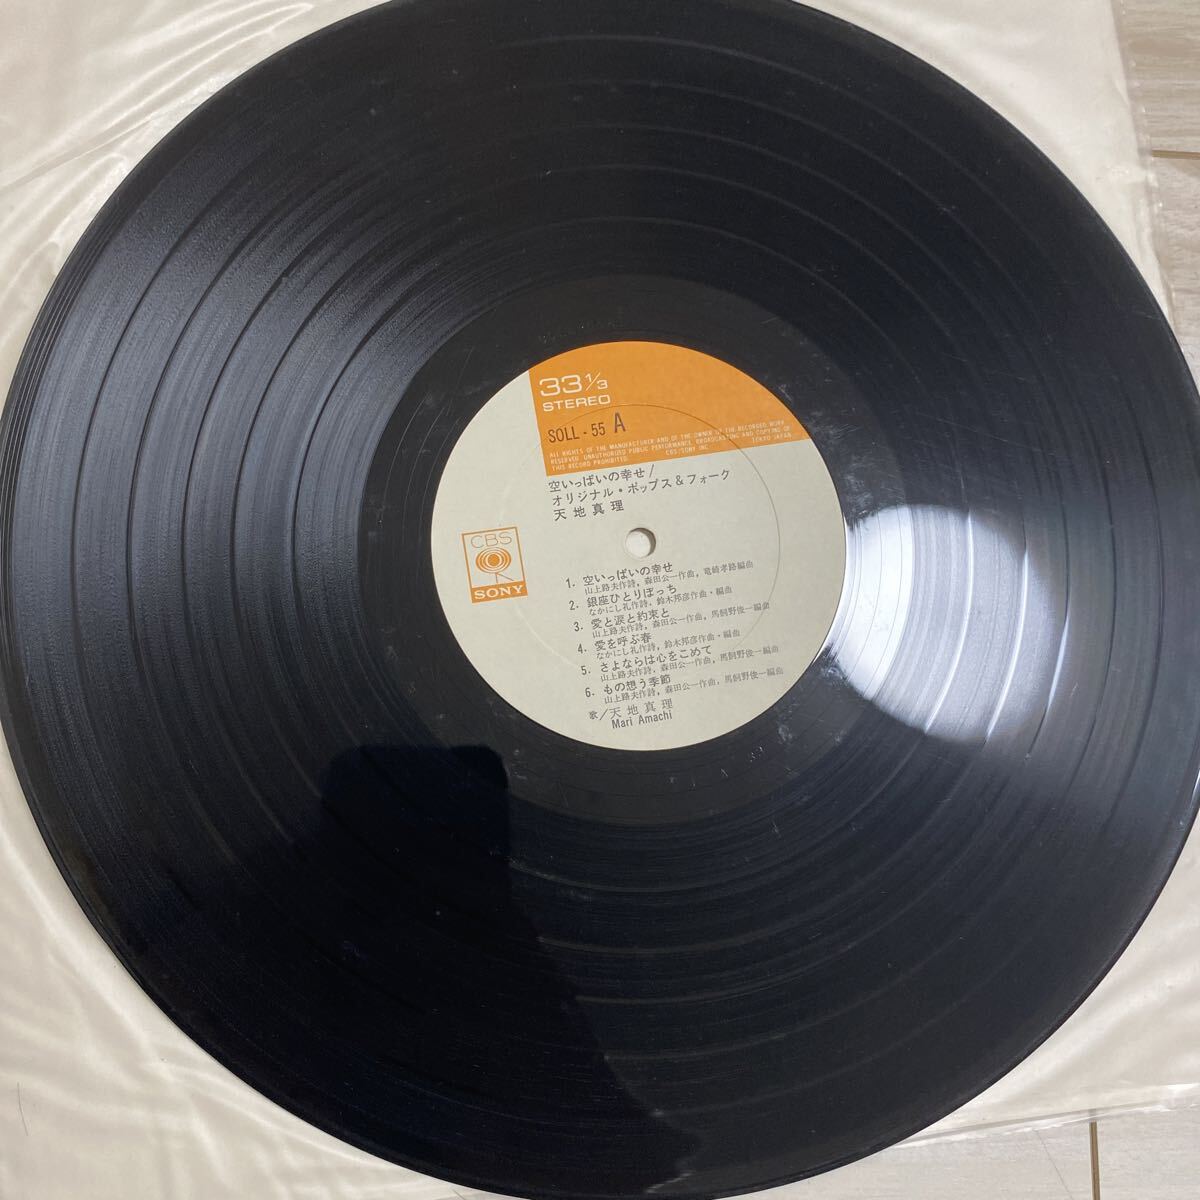 33 1/3
STEREO
SOLL - 55 A
ALL RIGHTS OF THE MANUFACTURER AND OF THE OWNER OF THE RECORDED WORK
RESERVED. UNAUTHORIZED PUBLIC PERFORMANCE, BROADCASTING AND COPYING OF
THIS RECORD PROHIBITED. CBS/SONY INC. TOKYO JAPAN
空いっぱいの幸せ/
オリジナル・ポップス&フォーク
天地真理
CBS
SONY
1. 空いっぱいの幸せ
山上路夫作詩, 森田公一作曲, 竜崎孝路編曲
2. 銀座ひとりぼっち
なかにし礼作詩, 鈴木邦彦作曲・編曲
3. 愛と涙と約束と
山上路夫作詩, 森田公一作曲, 馬飼野俊一編曲
4. 愛を呼ぶ春
なかにし礼作詩, 鈴木邦彦作曲・編曲
5. さよならは心をこめて
山上路夫作詩, 森田公一作曲, 馬飼野俊一編曲
6. もの想う季節
山上路夫作詩, 森田公一作曲, 馬飼野俊一編曲
歌/天地真理
Mari Amachi